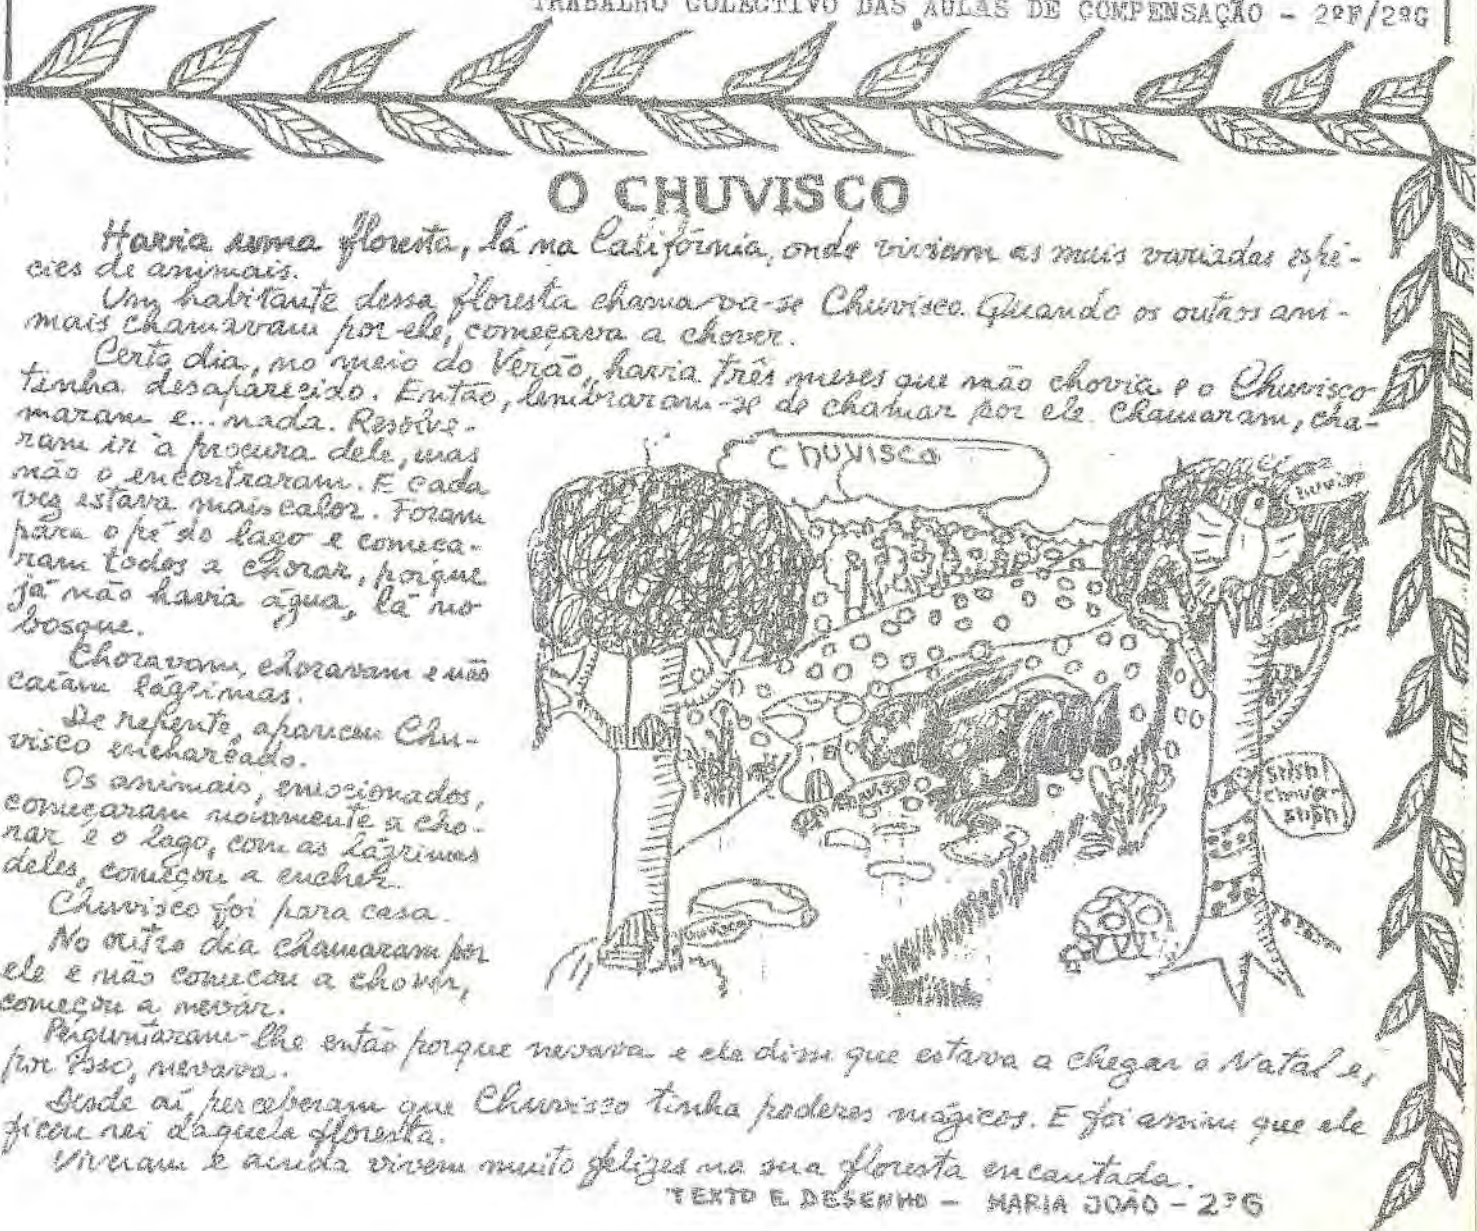 TRABALHO COLECTIVO DAS AULAS DE COMPENSAÇÃO - 2ºF/2ºG
O CHUVISCO
Havia uma floresta, lá na Califórnia, onde viviam as mais variadas espé-
cies de animais.
Um habitante dessa floresta chamava-se Chuvisco. Quando os outros ani-
mais chamavam por ele, começava a chover.
Certo dia, no meio do Verão, havia três meses que não chovia e o Chuvisco
tinha desaparecido. Então, lembraram-se de chamar por ele. Chamaram, cha-
maram e... nada. Resolve-
ram ir à procura dele, mas
não o encontraram. E cada
vez estava mais calor. Foram
para o pé do lago e começa-
ram todos a chorar, porque
já não havia água, lá no
bosque.
Choravam, choravam e não
caíam lágrimas.
De repente, apareceu Chu-
visco encharcado.
Os animais, emocionados,
começaram novamente a cho-
rar e o lago, com as lágrimas
deles, começou a encher.
Chuvisco foi para casa.
No outro dia chamaram por
ele e não começou a chover,
começou a nevar.
Perguntaram-lhe então porque nevava e ele disse que estava a chegar o Natal e,
por isso, nevava.
Desde aí, perceberam que Chuvisco tinha poderes mágicos. E foi assim que ele
ficou rei daquela floresta.
Viviam e ainda vivem muito felizes na sua floresta encantada.
TEXTO E DESENHO - MARIA JOÃO - 2ºG
Chuvisco
Chuvisco